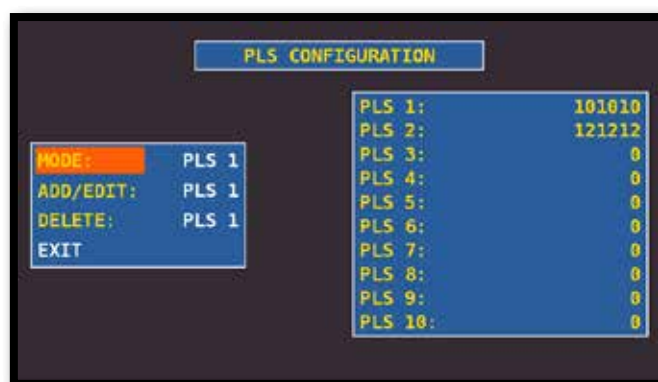 PLS CONFIGURATION
MODE: PLS 1
ADD/EDIT: PLS 1
DELETE: PLS 1
EXIT
PLS 1: 101010
PLS 2: 121212
PLS 3: 0
PLS 4: 0
PLS 5: 0
PLS 6: 0
PLS 7: 0
PLS 8: 0
PLS 9: 0
PLS 10: 0